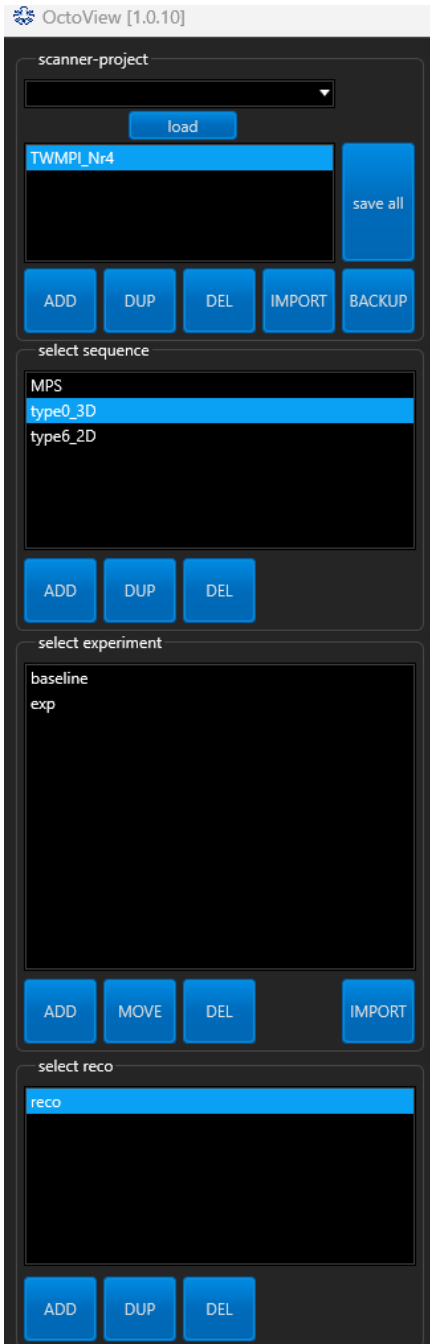 OctoView [1.0.10]
scanner-project
load
TWMPI_Nr4
save all
ADD DUP DEL IMPORT BACKUP
select sequence
MPS
type0_3D
type6_2D
ADD DUP DEL
select experiment
baseline
exp
ADD MOVE DEL IMPORT
select reco
reco
ADD DUP DEL